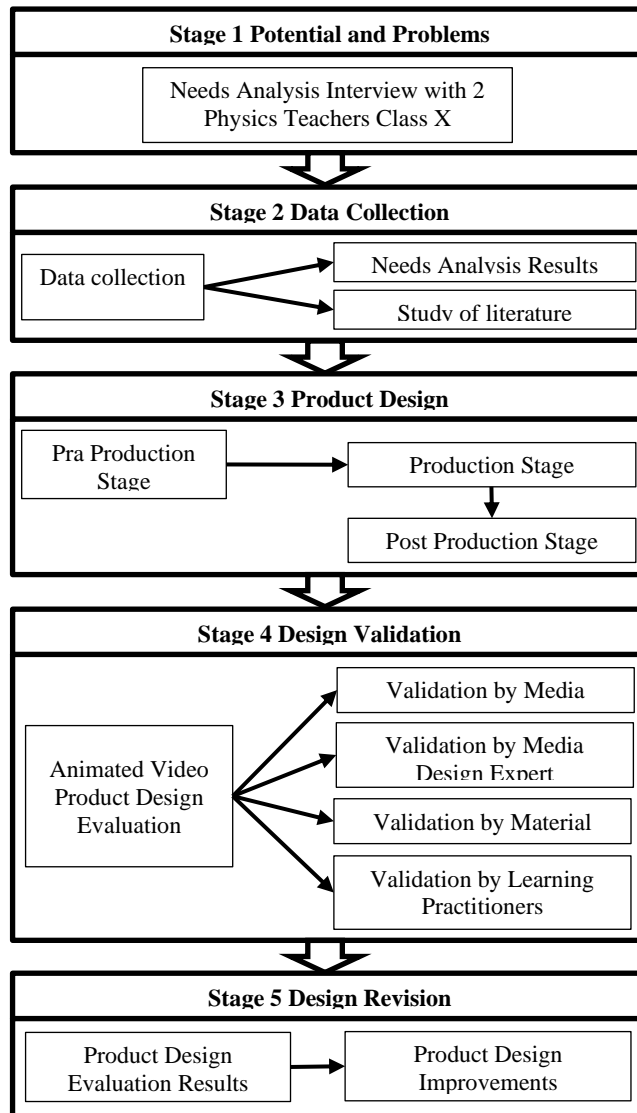 Stage 1 Potential and Problems
Needs Analysis Interview with 2
Physics Teachers Class X
Stage 2 Data Collection
Data collection
Needs Analysis Results
Study of literature
Stage 3 Product Design
Pra Production
Stage
Production Stage
Post Production Stage
Stage 4 Design Validation
Animated Video
Product Design
Evaluation
Validation by Media
Validation by Media
Design Expert
Validation by Material
Validation by Learning
Practitioners
Stage 5 Design Revision
Product Design
Evaluation Results
Product Design
Improvements